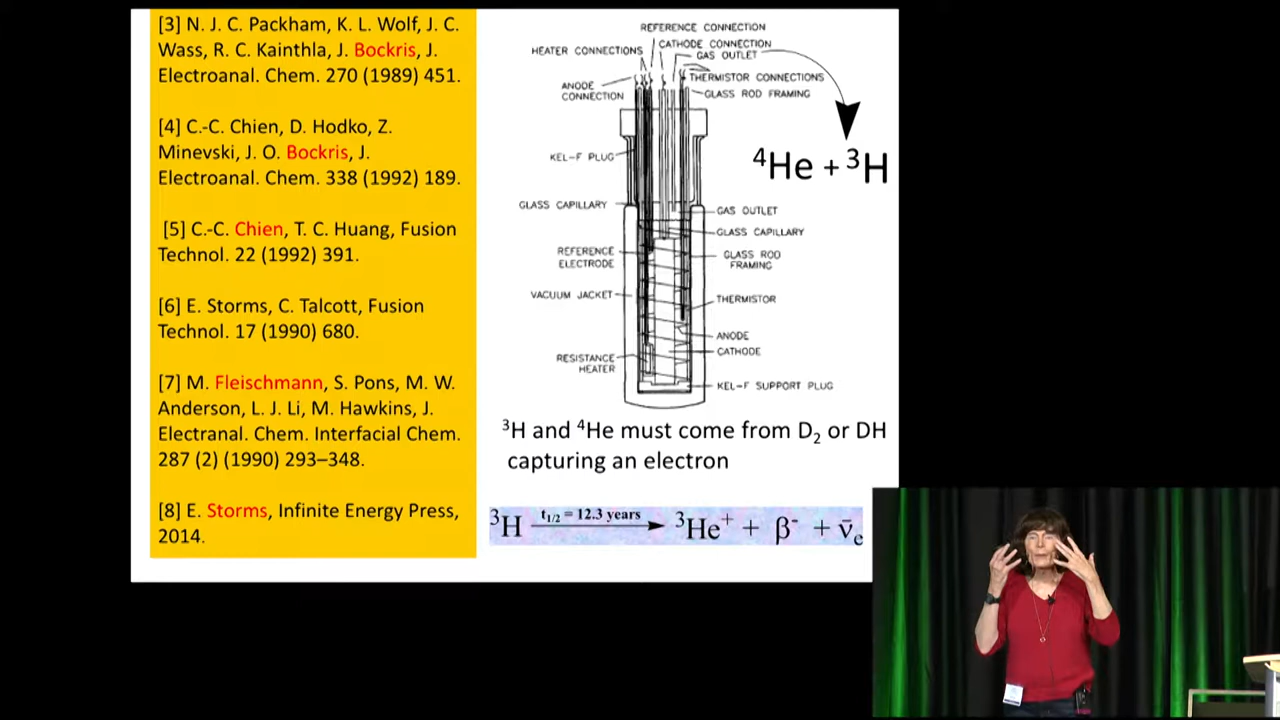 [3] N. J. C. Packham, K. L. Wolf, J. C.
Wass, R. C. Kainthla, J. Bockris, J.
Electroanal. Chem. 270 (1989) 451.
[4] C.-C. Chien, D. Hodko, Z.
Minevski, J. O. Bockris, J.
Electroanal. Chem. 338 (1992) 189.
[5] C.-C. Chien, T. C. Huang, Fusion
Technol. 22 (1992) 391.
[6] E. Storms, C. Talcott, Fusion
Technol. 17 (1990) 680.
[7] M. Fleischmann, S. Pons, M. W.
Anderson, L. J. Li, M. Hawkins, J.
Electranal. Chem. Interfacial Chem.
287 (2) (1990) 293–348.
[8] E. Storms, Infinite Energy Press,
2014.
REFERENCE CONNECTION
CATHODE CONNECTION
HEATER CONNECTIONS
GAS OUTLET
THERMISTOR CONNECTIONS
ANODE
CONNECTION
GLASS ROD FRAMING
KEL-F PLUG
⁴He + ³H
GLASS CAPILLARY
GAS OUTLET
GLASS CAPILLARY
REFERENCE
ELECTRODE
GLASS ROD
FRAMING
VACUUM JACKET
THERMISTOR
ANODE
CATHODE
RESISTANCE
HEATER
KEL-F SUPPORT PLUG
³H and ⁴He must come from D₂ or DH
capturing an electron
t₁/₂ = 12.3 years
³H ³He⁺ + β⁻ + ν̄ₑ